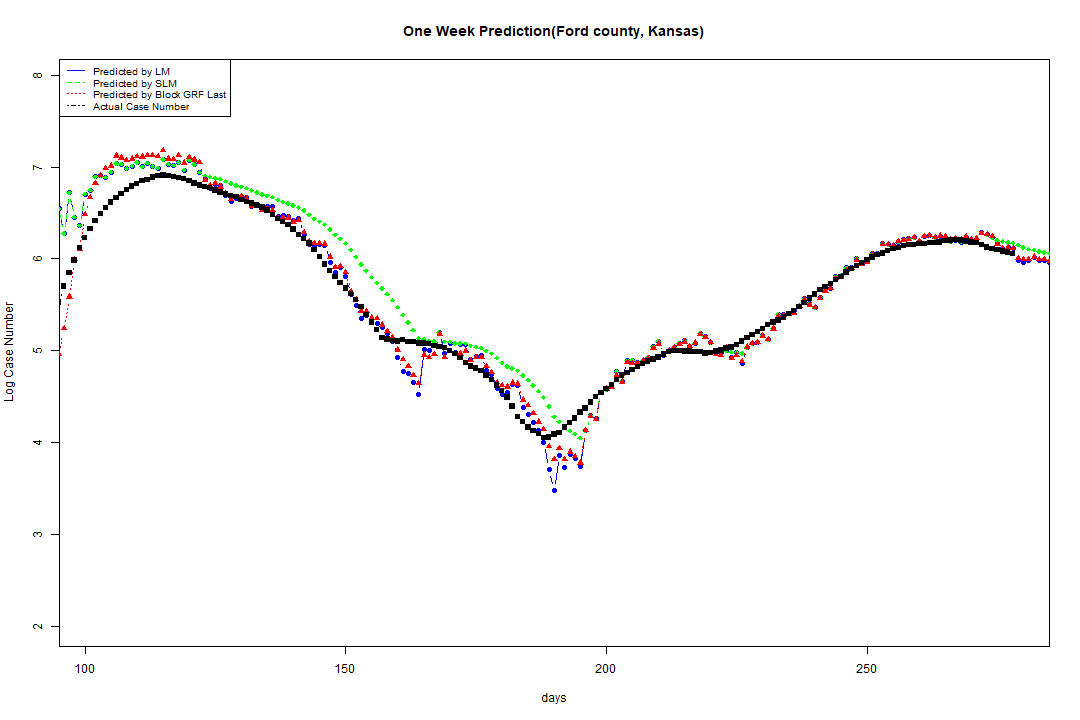 One Week Prediction(Ford county, Kansas)
Predicted by LM
Predicted by SLM
Predicted by Block GRF Last
Actual Case Number
8
7
6
5
4
3
2
Log Case Number
100 150 200 250
days